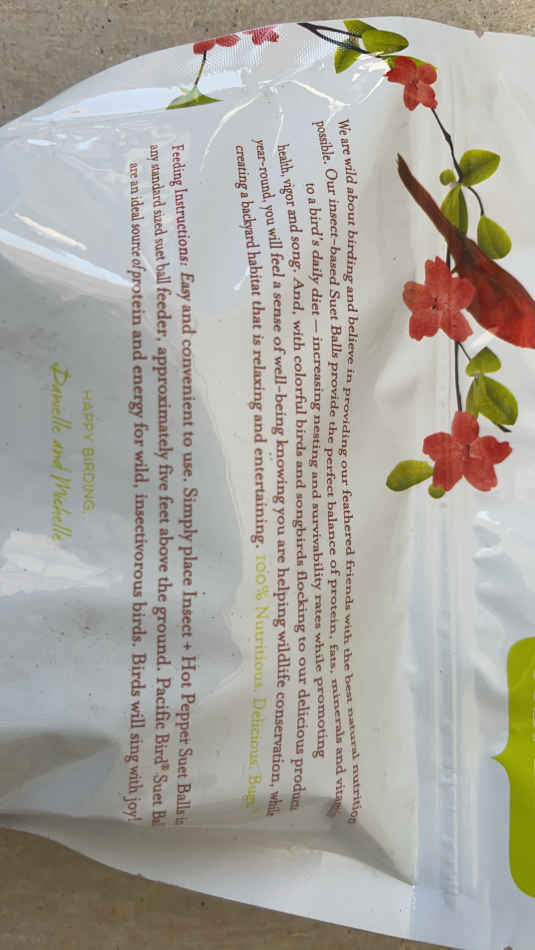 We are wild about birding and believe in providing our feathered friends with the best natural nutrition
possible. Our insect-based Suet Balls provide the perfect balance of protein, fats, minerals and
to a bird's daily diet — increasing nesting and survivability rates while promoting
health, vigor and song. And, with colorful birds and songbirds flocking to our delicious
year-round, you will feel a sense of well-being knowing you are helping wildlife conservation, while
creating a backyard habitat that is relaxing and entertaining. 100% Nutritious. Delicious. Bugs.
Feeding Instructions: Easy and convenient to use. Simply place Insect + Hot Pepper Suet Balls
any standard sized suet ball feeder, approximately five feet above the ground. Pacific Bird® Suet
are an ideal source of protein and energy for wild, insectivorous birds. Birds will sing with joy!
HAPPY BIRDING,
Danielle and Michelle